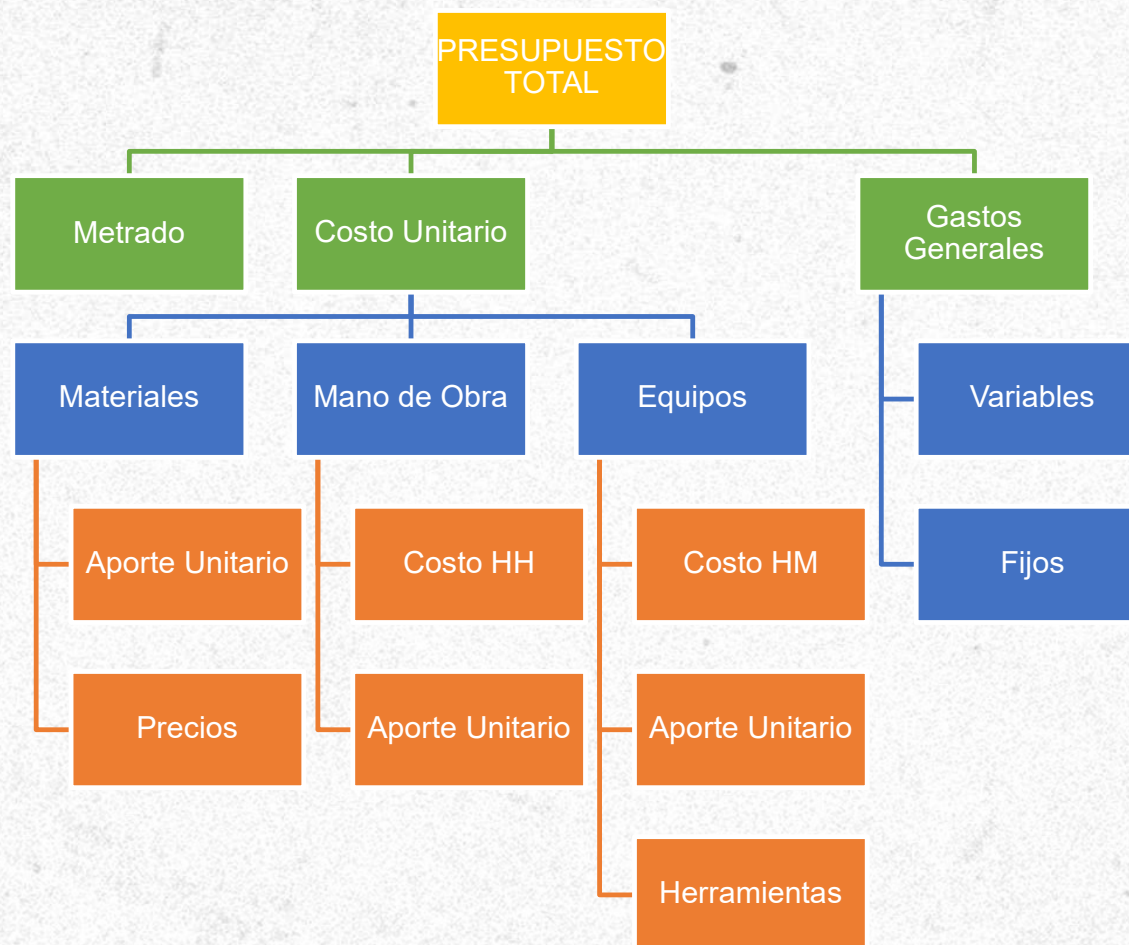 PRESUPUESTO
TOTAL
Metrado
Costo Unitario
Gastos
Generales
Materiales
Mano de Obra
Equipos
Variables
Aporte Unitario
Costo HH
Costo HM
Fijos
Precios
Aporte Unitario
Aporte Unitario
Herramientas